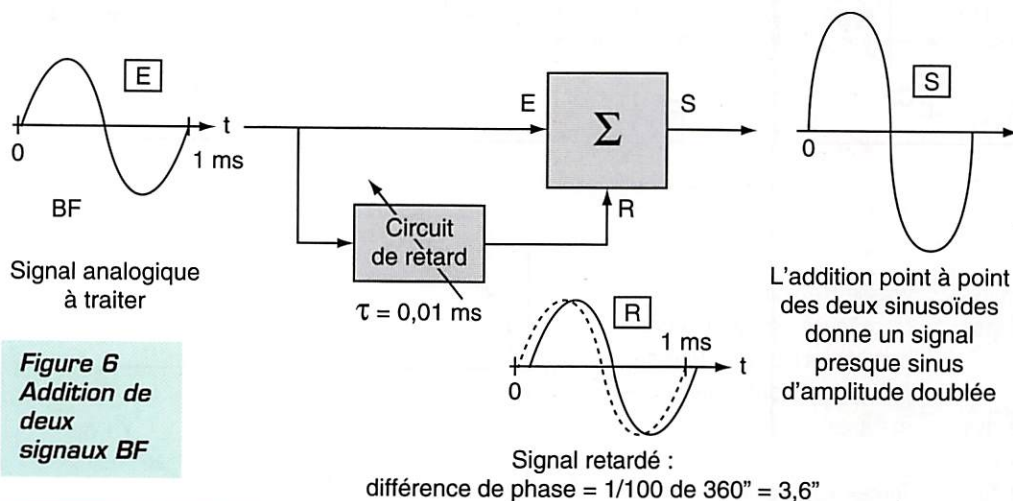 E
t
0
1 ms
BF
Signal analogique
à traiter
Figure 6
Addition de
deux
signaux BF
E
Σ
S
R
Circuit
de retard
τ = 0,01 ms
R
1 ms
t
0
Signal retardé :
différence de phase = 1/100 de 360" = 3,6"
S
0
L'addition point à point
des deux sinusoïdes
donne un signal
presque sinus
d'amplitude doublée